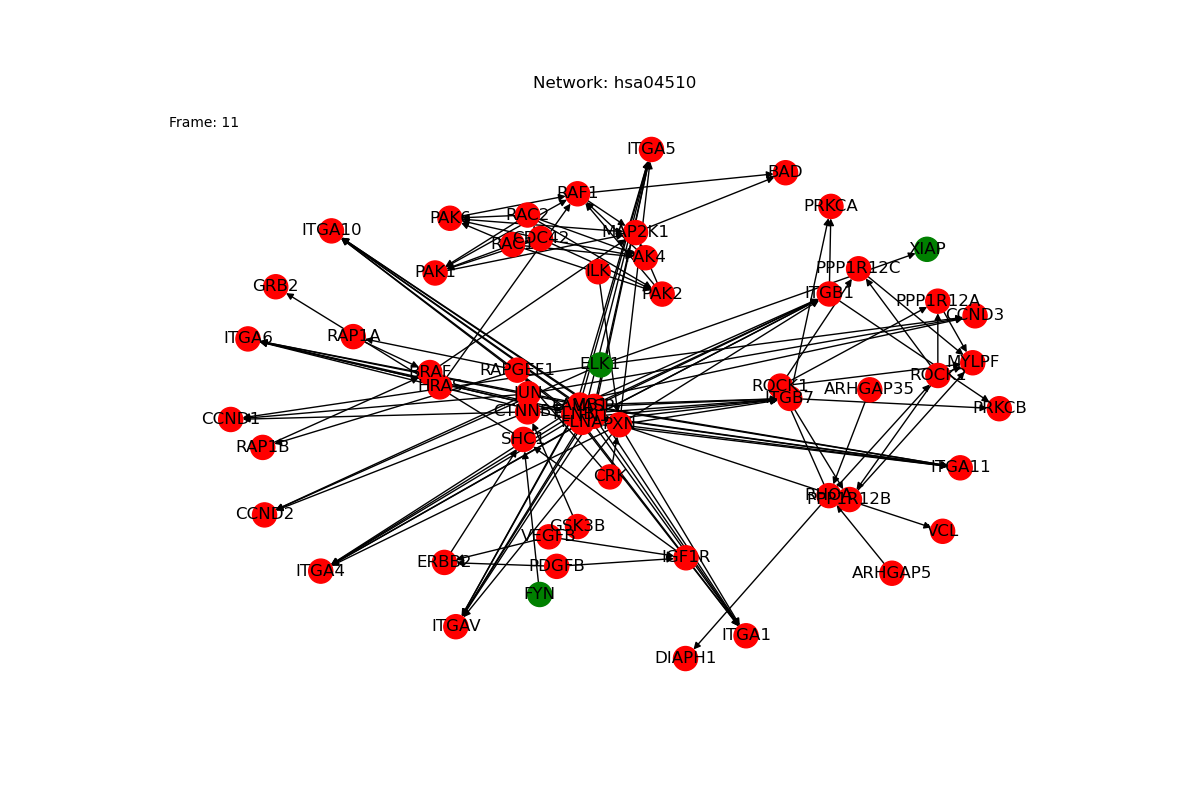 Network: hsa04510
Frame: 11
ITGA5
BAD
RAF1
PRKCA
PAK6
RAC2
ITGA10
MAP2K1
CDC42
XIAP
PAK4
PPP1R12C
ILK
PAK1
GRB2
PAK2
ITGB1
PPP1R12A
CCND3
RAP1A
ITGA6
MYLPF
ELK1
RAPGEF1
BRAF
ROCK1
HRAS
ARHGAP35
JUN
ITGB7
PRKCB
CCND1
CTNNB1
FLNA
PXN
SHC1
RAP1B
ITGA11
CRK
RHOA
PPP1R12B
CCND2
GSK3B
VCL
VEGFB
IGF1R
ERBB2
PDGFB
ITGA4
ARHGAP5
FYN
ITGAV
ITGA1
DIAPH1